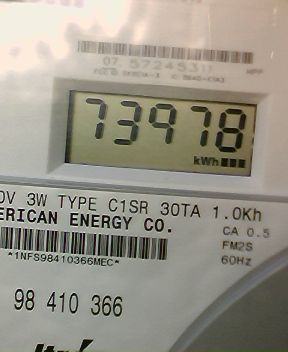 07 57245311
73978
kWh
0V 3W TYPE C1SR 30TA 1.0Kh
ERICAN ENERGY CO.
CA 0.5
FM2S
60Hz
*1NFS98410366MEC*
98 410 366